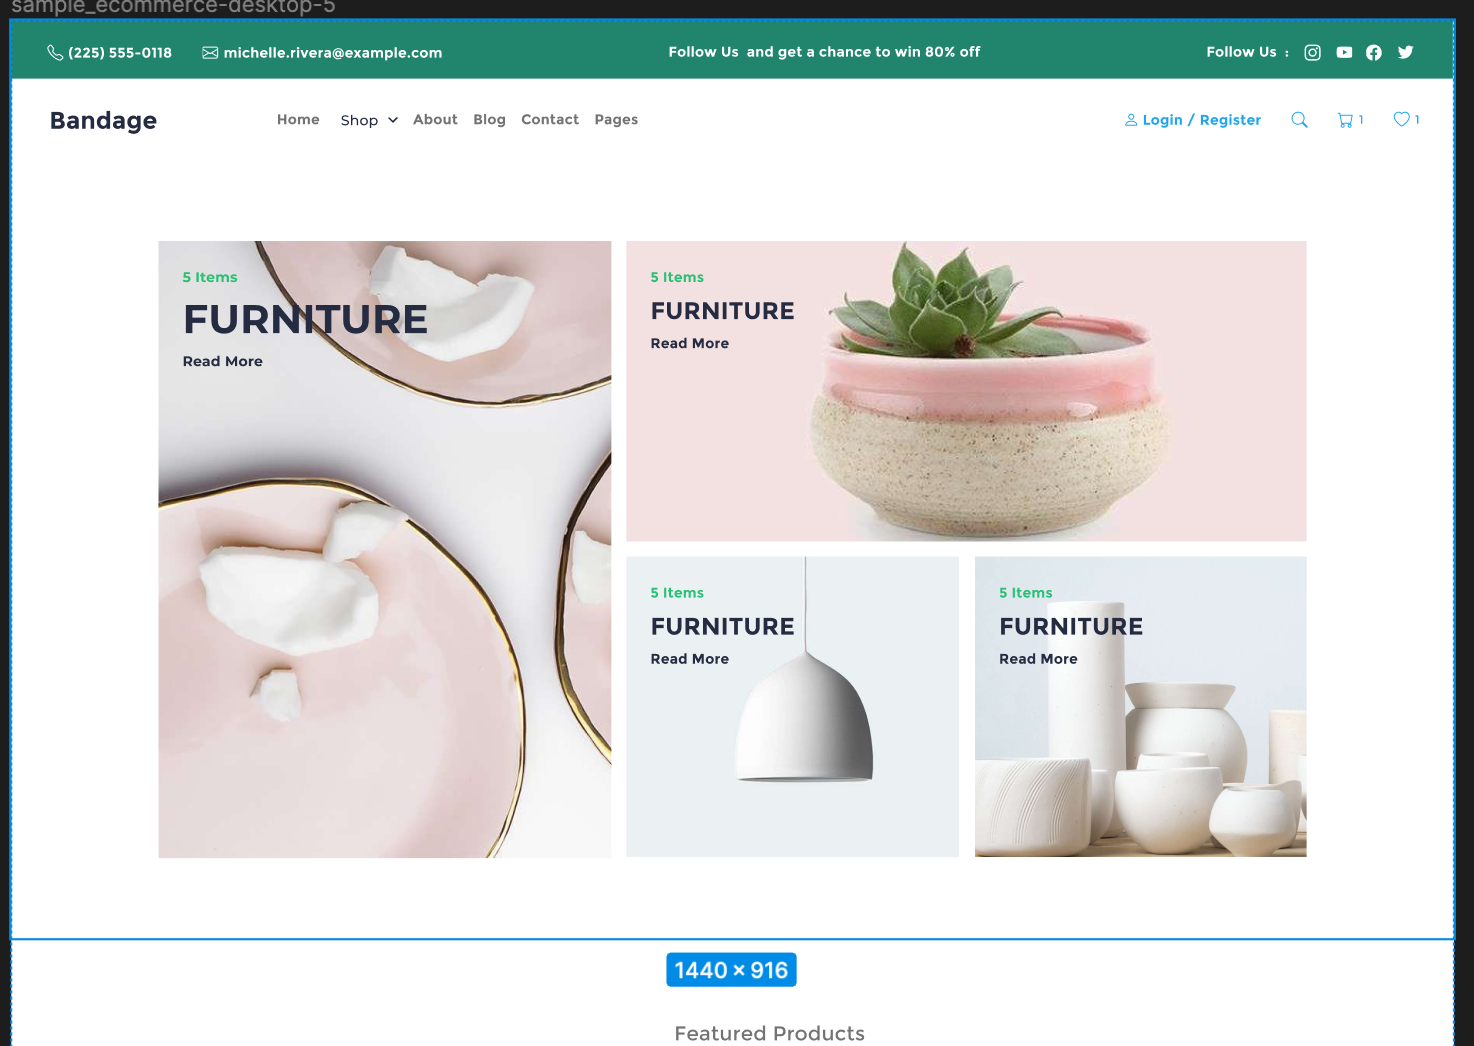 sample_ecommerce-desktop-5
(225) 555-0118 michelle.rivera@example.com Follow Us and get a chance to win 80% off Follow Us :
Bandage Home Shop About Blog Contact Pages Login / Register 1 1
5 Items
FURNITURE
Read More
5 Items
FURNITURE
Read More
5 Items
FURNITURE
Read More
5 Items
FURNITURE
Read More
1440 × 916
Featured Products